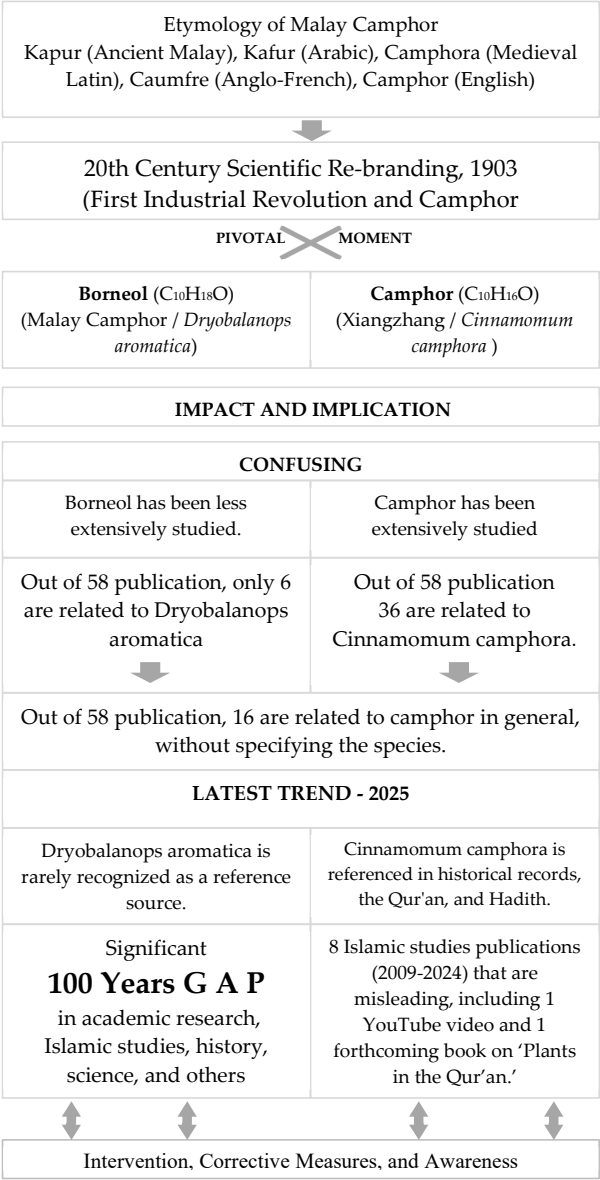 Etymology of Malay Camphor
Kapur (Ancient Malay), Kafur (Arabic), Camphora (Medieval
Latin), Caumfre (Anglo-French), Camphor (English)
20th Century Scientific Re-branding, 1903
(First Industrial Revolution and Camphor
PIVOTAL MOMENT
Borneol (C₁₀H₁₈O)
(Malay Camphor / Dryobalanops
aromatica)
Camphor (C₁₀H₁₆O)
(Xiangzhang / Cinnamomum
camphora )
IMPACT AND IMPLICATION
CONFUSING
Borneol has been less
extensively studied.
Camphor has been
extensively studied
Out of 58 publication, only 6
are related to Dryobalanops
aromatica
Out of 58 publication
36 are related to
Cinnamomum camphora.
Out of 58 publication, 16 are related to camphor in general,
without specifying the species.
LATEST TREND - 2025
Dryobalanops aromatica is
rarely recognized as a reference
source.
Cinnamomum camphora is
referenced in historical records,
the Qur'an, and Hadith.
Significant
100 Years G A P
in academic research,
Islamic studies, history,
science, and others
8 Islamic studies publications
(2009-2024) that are
misleading, including 1
YouTube video and 1
forthcoming book on ‘Plants
in the Qur’an.’
Intervention, Corrective Measures, and Awareness